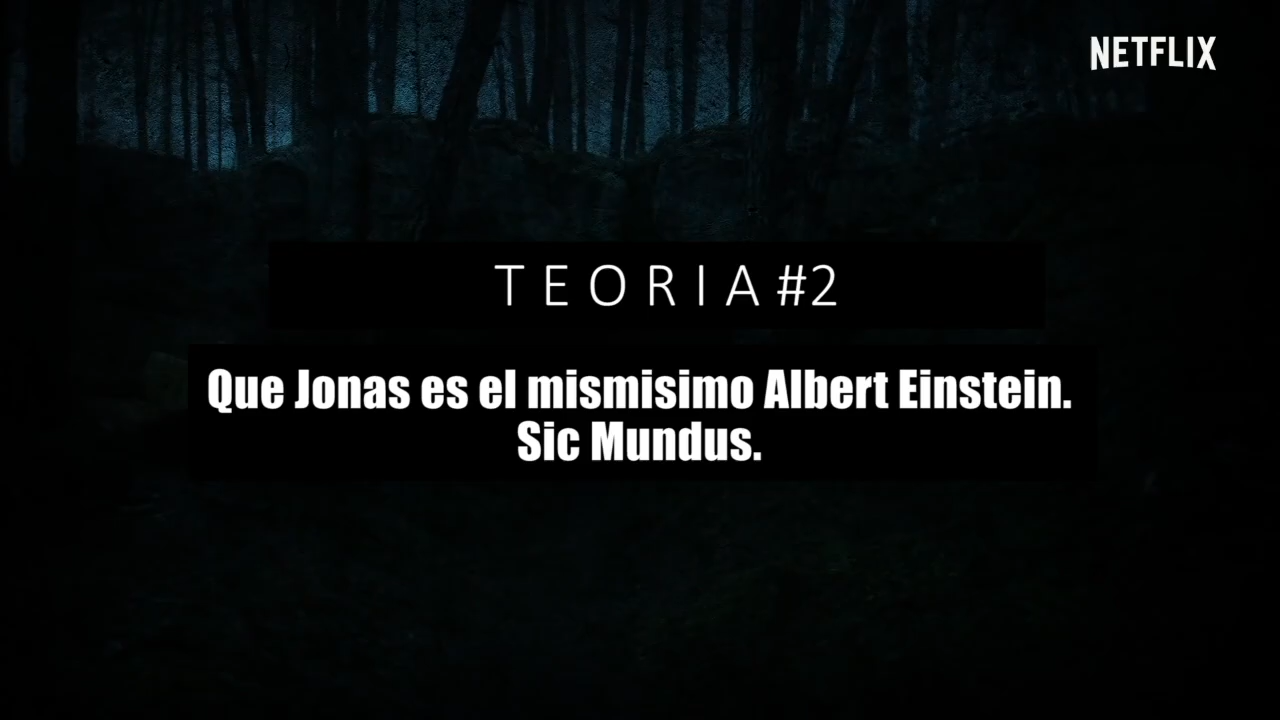 NETFLIX
TEORIA #2
Que Jonas es el mismisimo Albert Einstein.
Sic Mundus.